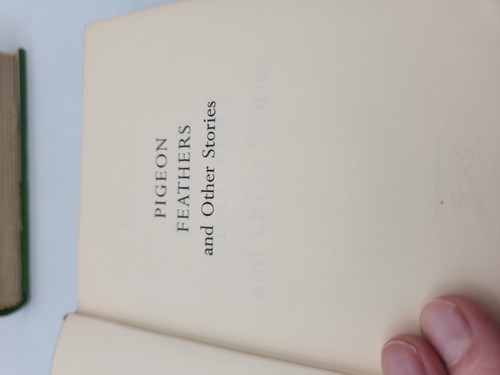 PIGEON
FEATHERS
and Other Stories